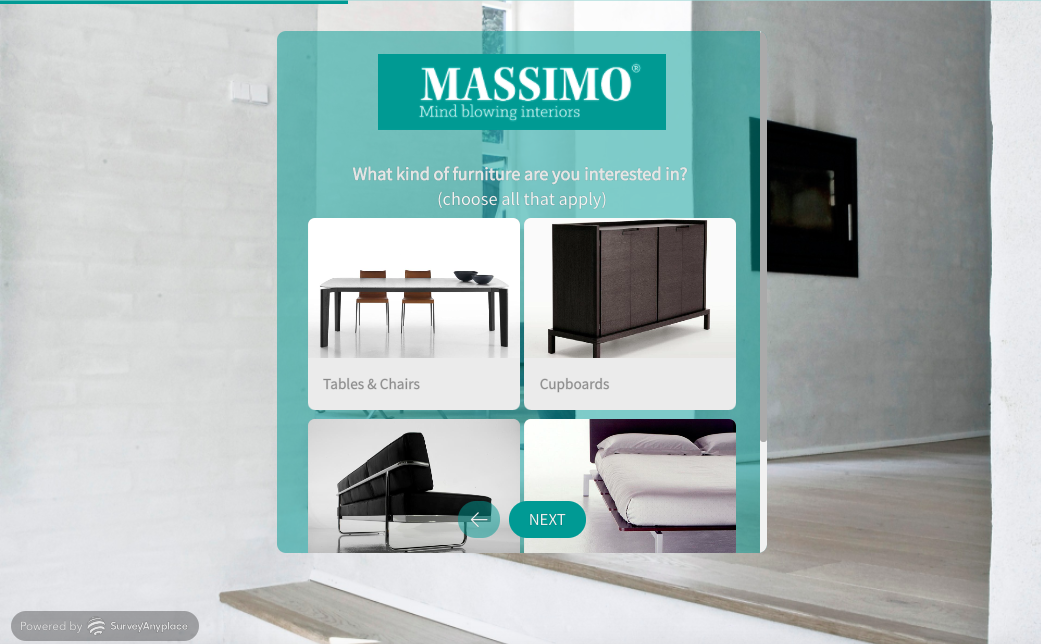 MASSIMO®
Mind blowing interiors
What kind of furniture are you interested in?
(choose all that apply)
Tables & Chairs
Cupboards
NEXT
Powered by SurveyAnyplace